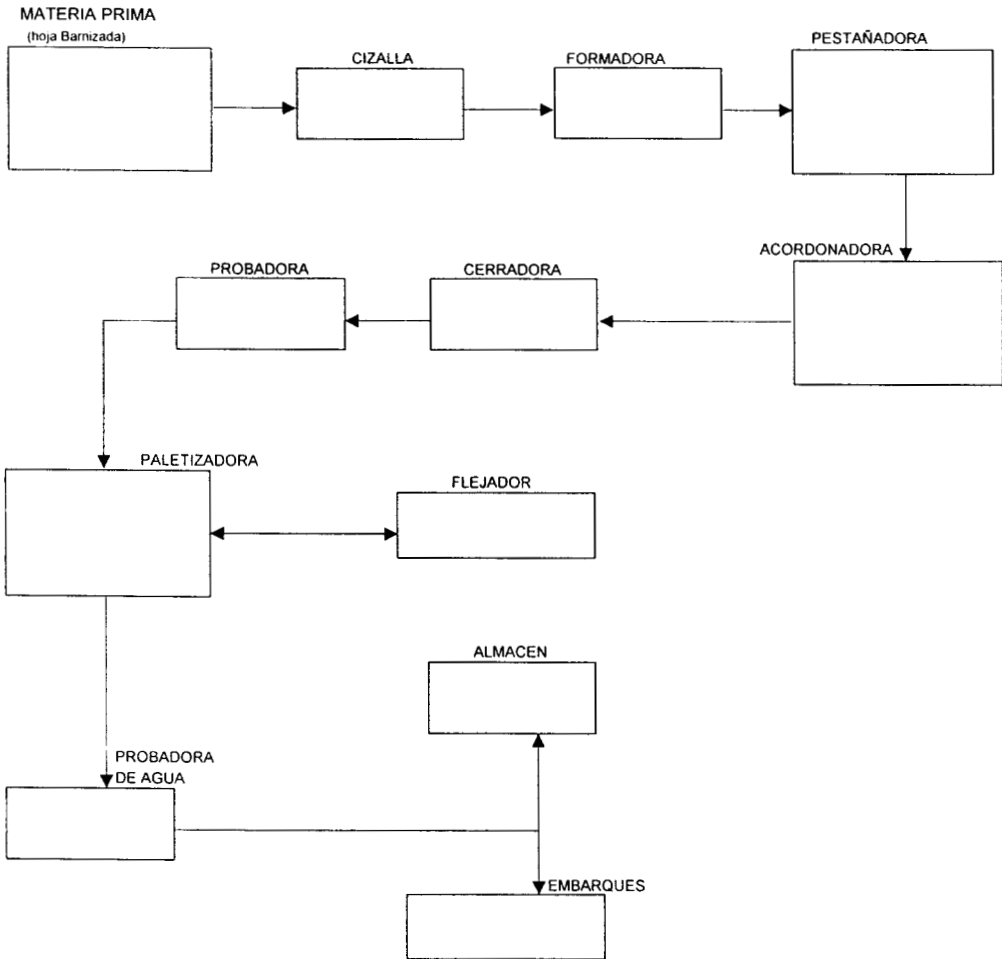 MATERIA PRIMA
(hoja Barnizada)
CIZALLA
FORMADORA
PESTAÑADORA
ACORDONADORA
CERRADORA
PROBADORA
PALETIZADORA
FLEJADOR
ALMACEN
PROBADORA
DE AGUA
EMBARQUES